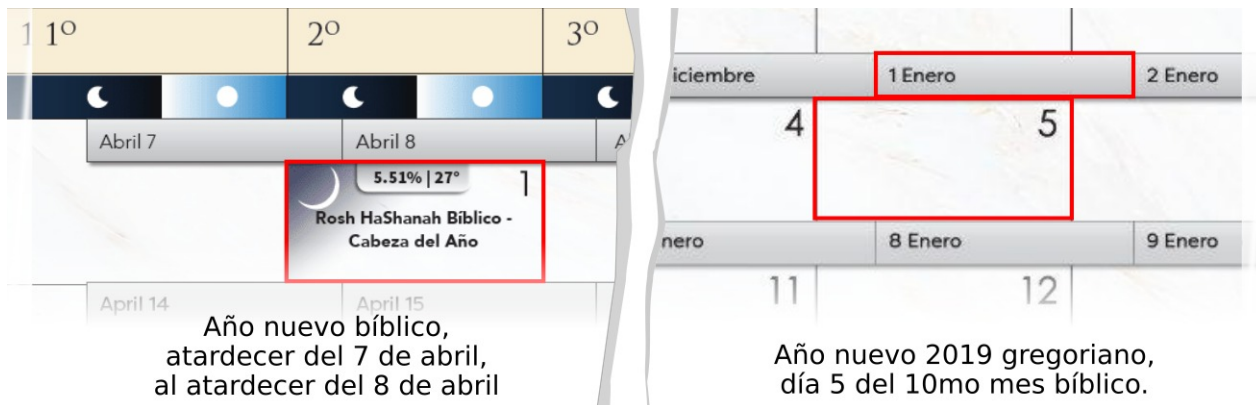 1 1º 2º 3º
Abril 7 Abril 8
5.51% | 27° 1
Rosh HaShanah Bíblico -
Cabeza del Año
April 14 April 15
Año nuevo bíblico,
atardecer del 7 de abril,
al atardecer del 8 de abril
iciembre 1 Enero 2 Enero
4 5
nero 8 Enero 9 Enero
11 12
Año nuevo 2019 gregoriano,
día 5 del 10mo mes bíblico.